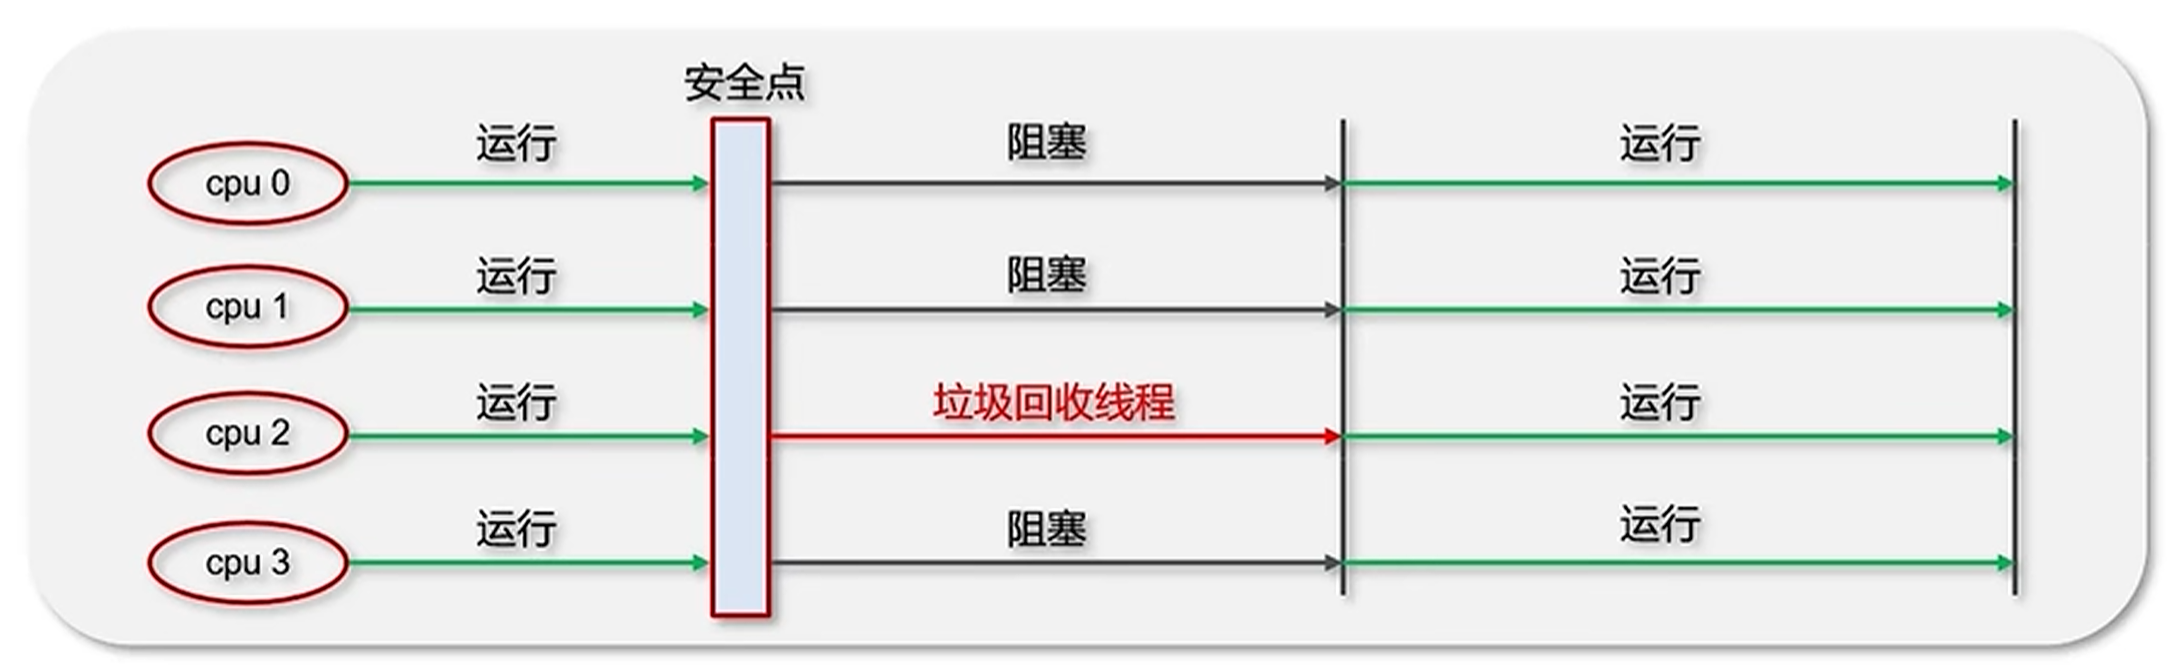 安全点
运行 阻塞 运行
cpu 0
运行 阻塞 运行
cpu 1
运行 垃圾回收线程 运行
cpu 2
运行 阻塞 运行
cpu 3